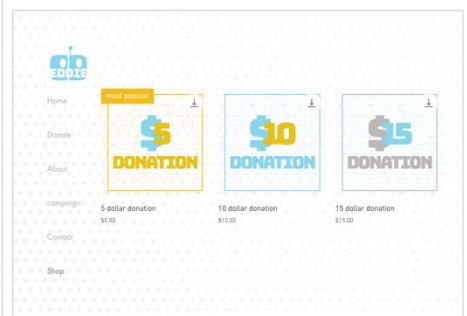 EDDIE
Home
Donate
About
campaign
Contact
Shop
most popular
$5
DONATION
5 dollar donation
$5.00
$10
DONATION
10 dollar donation
$10.00
$15
DONATION
15 dollar donation
$15.00